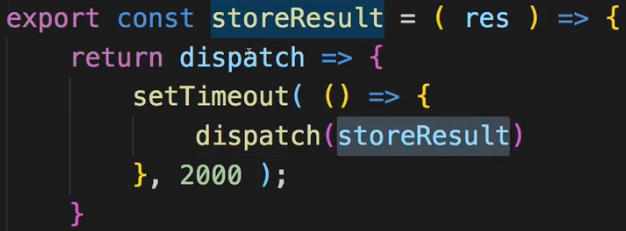 export const storeResult = ( res ) => {
return dispatch => {
setTimeout( () => {
dispatch(storeResult)
}, 2000 );
}